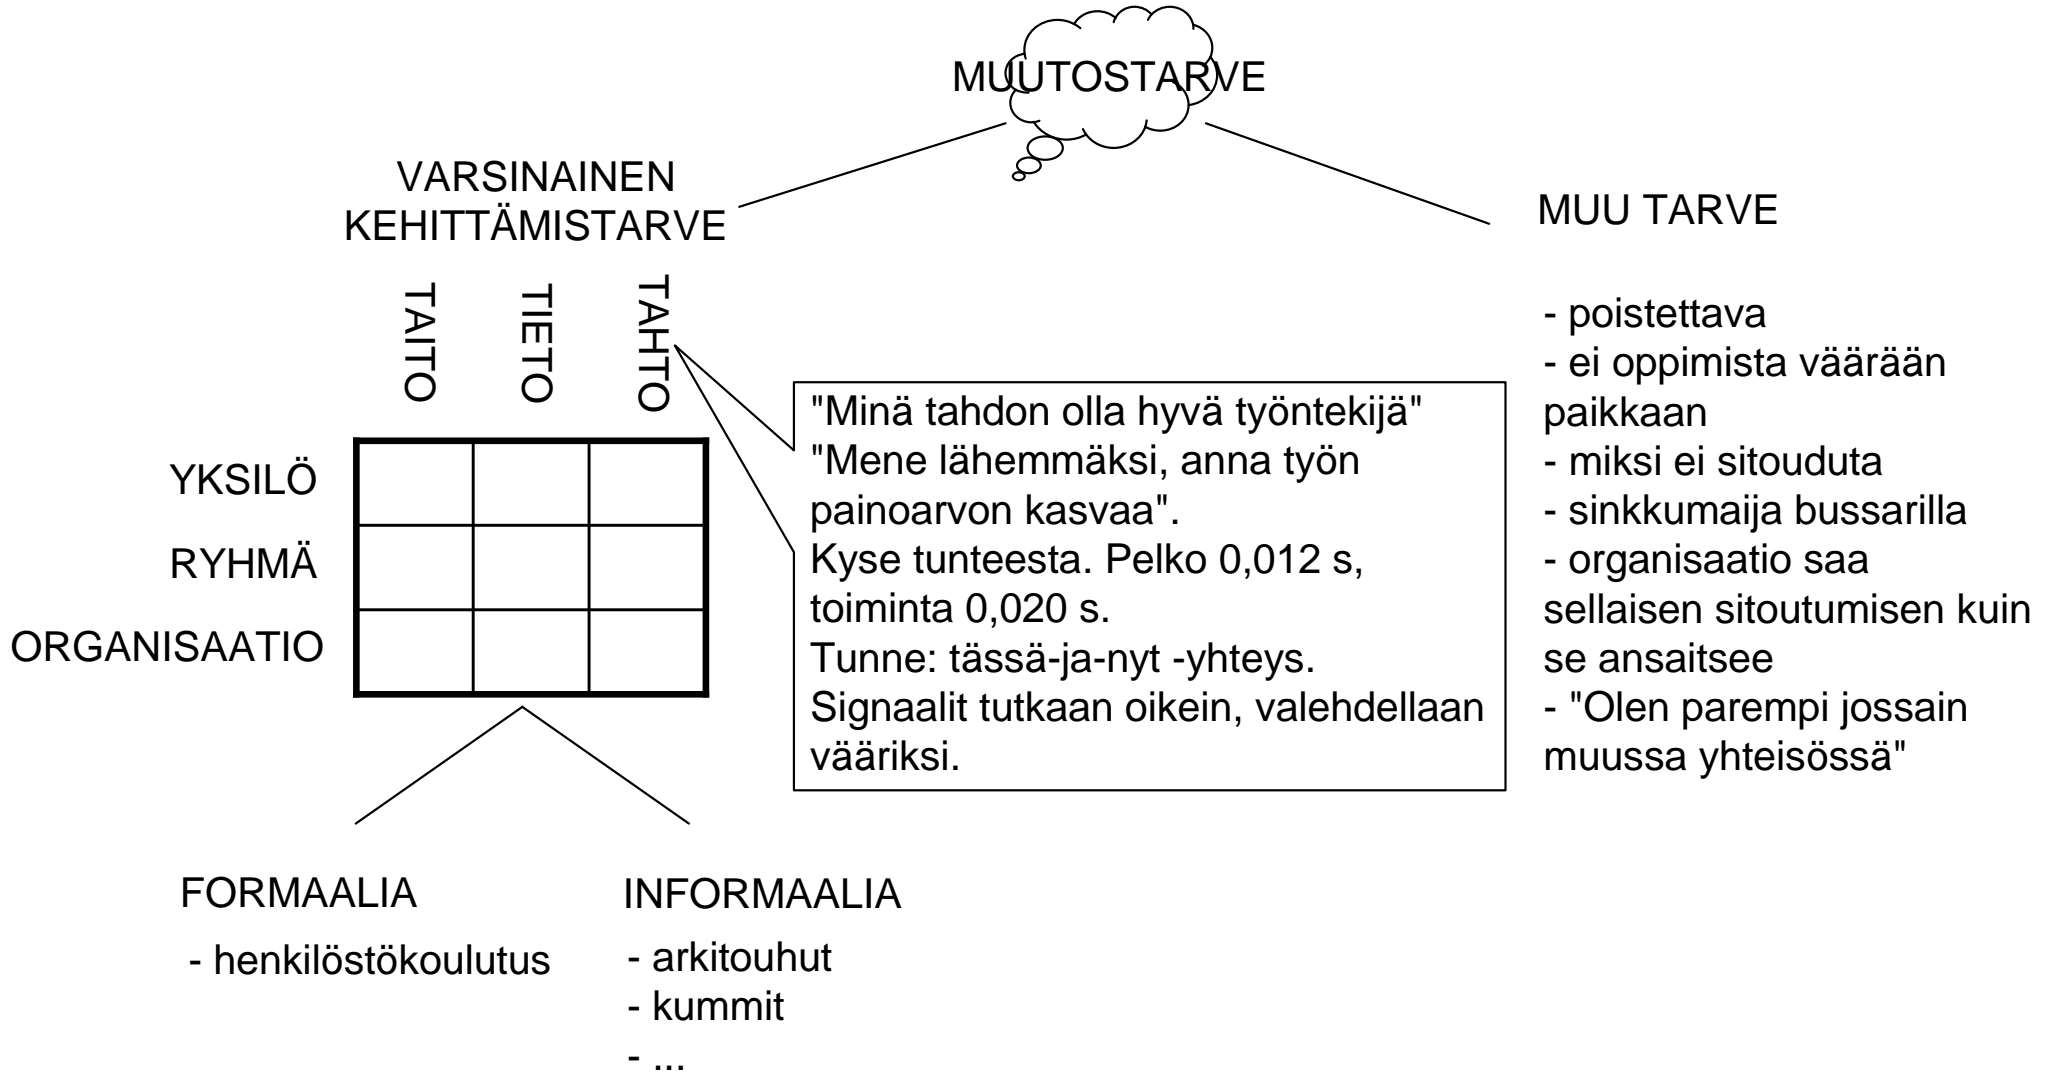 MUUTOSTARVE
VARSINAINEN
KEHITTÄMISTARVE
TAITO
TIETO
TAHTO
YKSILÖ
RYHMÄ
ORGANISAATIO
"Minä tahdon olla hyvä työntekijä"
"Mene lähemmäksi, anna työn
painoarvon kasvaa".
Kyse tunteesta. Pelko 0,012 s,
toiminta 0,020 s.
Tunne: tässä-ja-nyt -yhteys.
Signaalit tutkaan oikein, valehdellaan
vääriksi.
MUU TARVE
- poistettava
- ei oppimista väärään
paikkaan
- miksi ei sitouduta
- sinkkumaija bussarilla
- organisaatio saa
sellaisen sitoutumisen kuin
se ansaitsee
- "Olen parempi jossain
muussa yhteisössä"
FORMAALIA
- henkilöstökoulutus
INFORMAALIA
- arkitouhut
- kummit
- ...